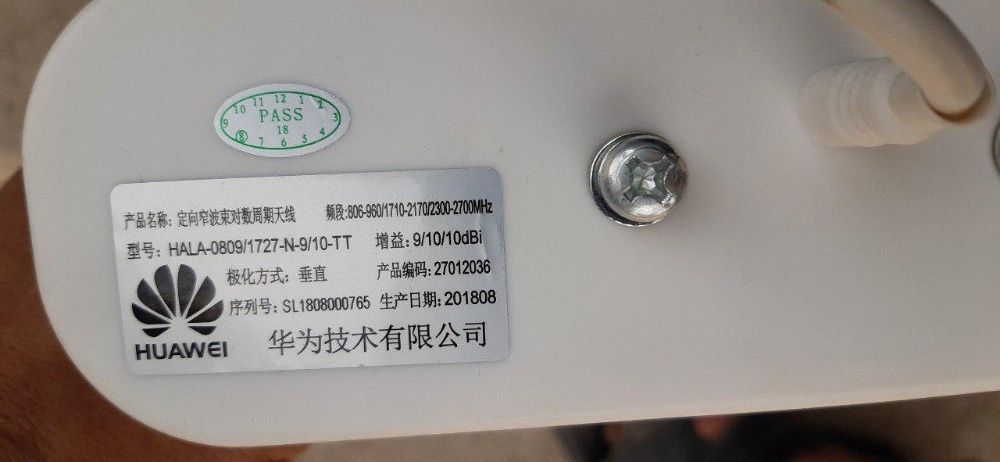 11 12 1 2
10 PASS 3
9 18 4
8 7 6 5
产品名称：定向窄波束对数周期天线 频段:806-960/1710-2170/2300-2700MHz
型号：HALA-0809/1727-N-9/10-TT 增益：9/10/10dBi
极化方式：垂直 产品编码：27012036
序列号：SL1808000765 生产日期：201808
HUAWEI 华为技术有限公司